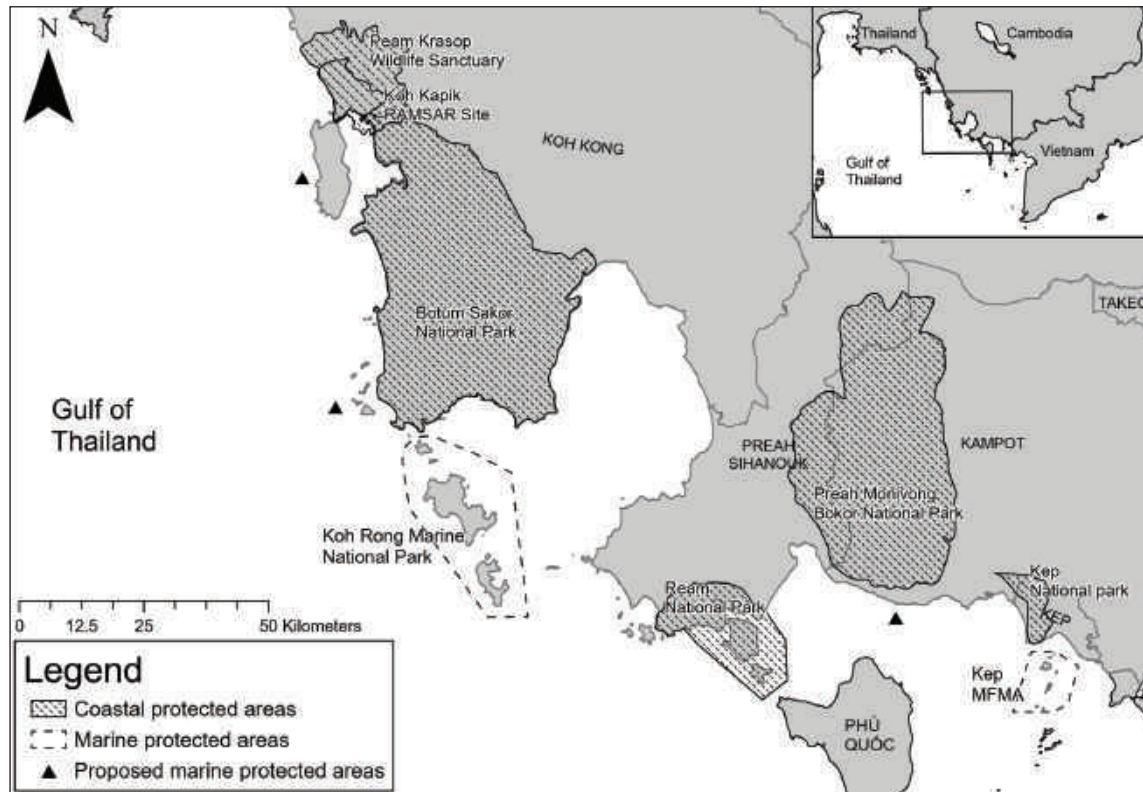 N
Peam Krasop
Wildlife Sanctuary
Koh Kapik
RAMSAR Site
KOH KONG
Thailand
Cambodia
Vietnam
Gulf of
Thailand
Botum Sakor
National Park
TAKEO
Gulf of
Thailand
PREAH
SIHANOUK
KAMPOT
Preah Monivong
Bokor National Park
Koh Rong Marine
National Park
Kep
National park
KEP
Ream
National Park
Kep
MFMA
PHÚ
QUỐC
0 12.5 25 50 Kilometers
Legend
Coastal protected areas
Marine protected areas
Proposed marine protected areas